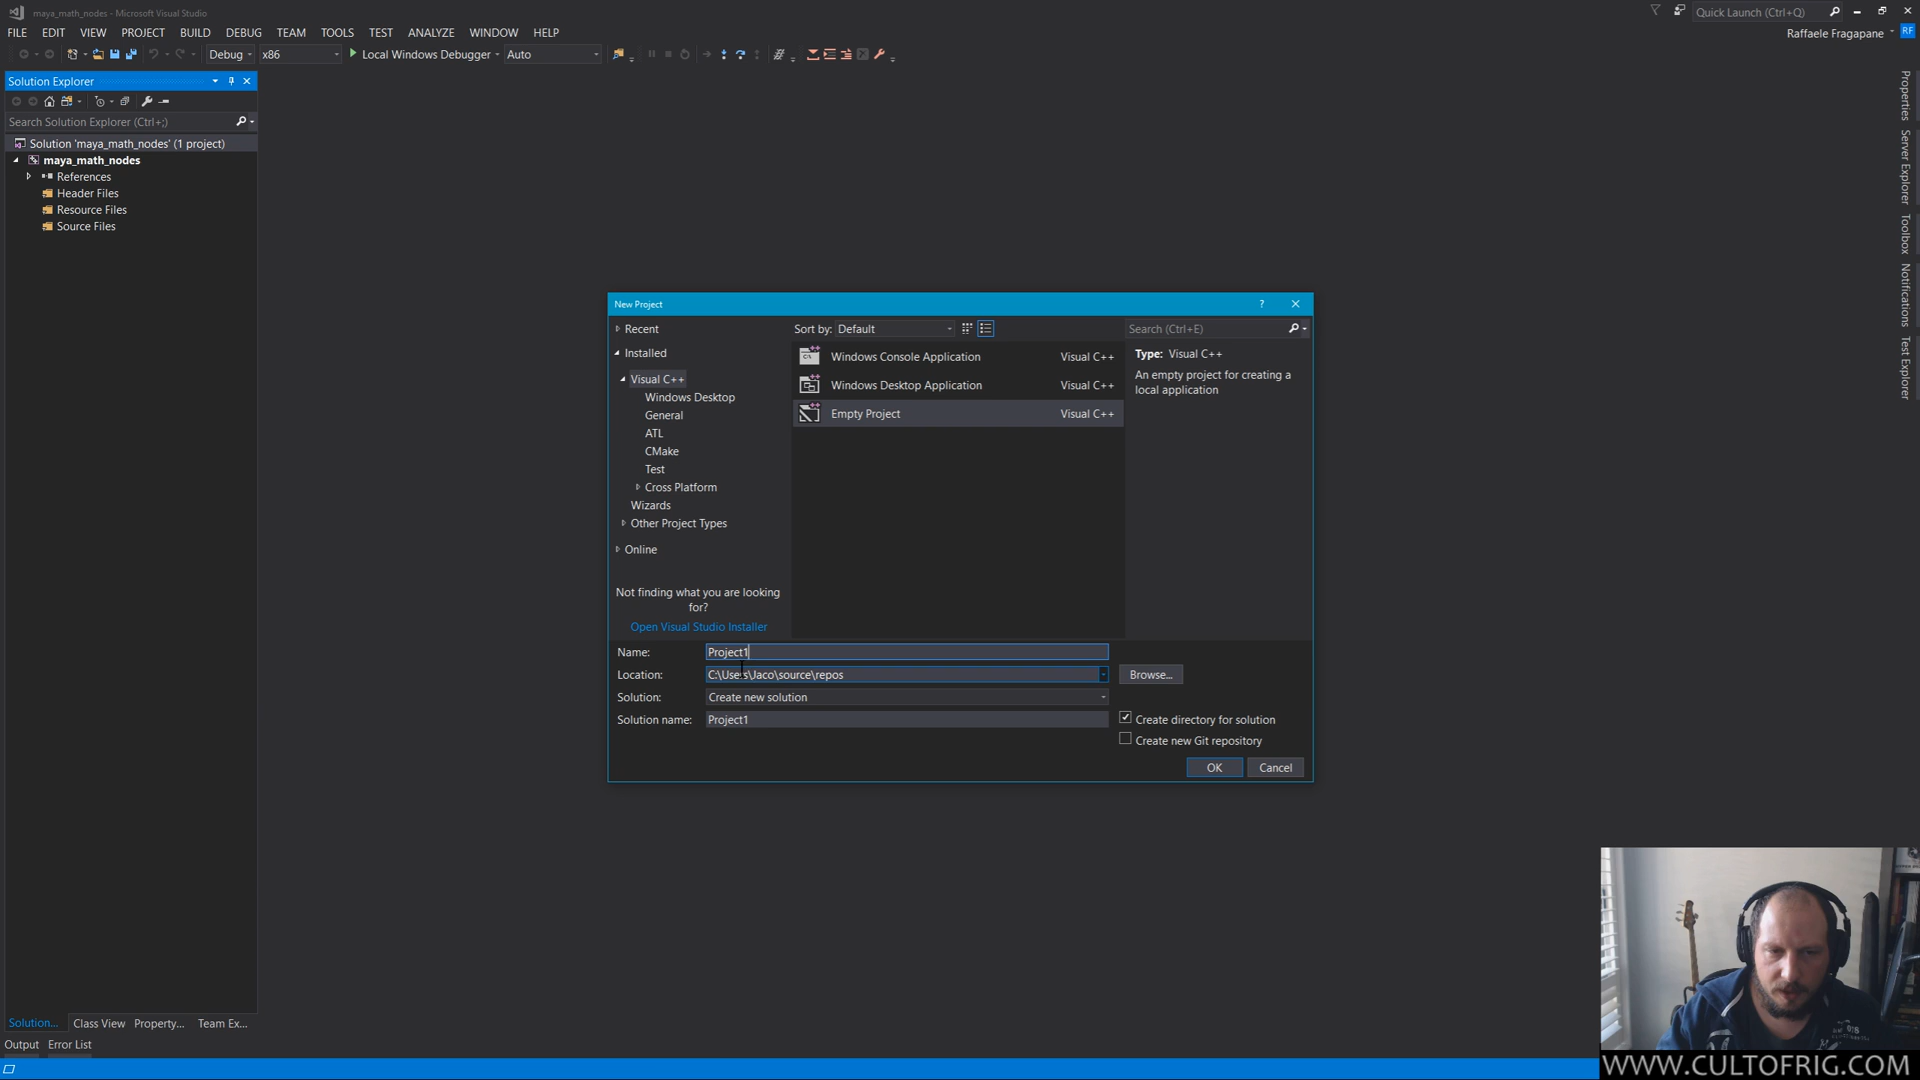 maya_math_nodes - Microsoft Visual Studio
Quick Launch (Ctrl+Q)
FILE EDIT VIEW PROJECT BUILD DEBUG TEAM TOOLS TEST ANALYZE WINDOW HELP
Raffaele Fragapane RF
Debug x86 Local Windows Debugger Auto
Solution Explorer
Search Solution Explorer (Ctrl+;)
Solution 'maya_math_nodes' (1 project)
maya_math_nodes
References
Header Files
Resource Files
Source Files
Properties
Server Explorer
Toolbox
Notifications
Test Explorer
New Project
Recent
Installed
Visual C++
Windows Desktop
General
ATL
CMake
Test
Cross Platform
Wizards
Other Project Types
Online
Not finding what you are looking
for?
Open Visual Studio Installer
Sort by: Default
Search (Ctrl+E)
Windows Console Application Visual C++
Windows Desktop Application Visual C++
Empty Project Visual C++
Type: Visual C++
An empty project for creating a
local application
Name: Project1
Location: C:\Users\Jaco\source\repos Browse...
Solution: Create new solution
Solution name: Project1
Create directory for solution
Create new Git repository
OK Cancel
Solution... Class View Property... Team Ex...
Output Error List
WWW.CULTOFRIG.COM